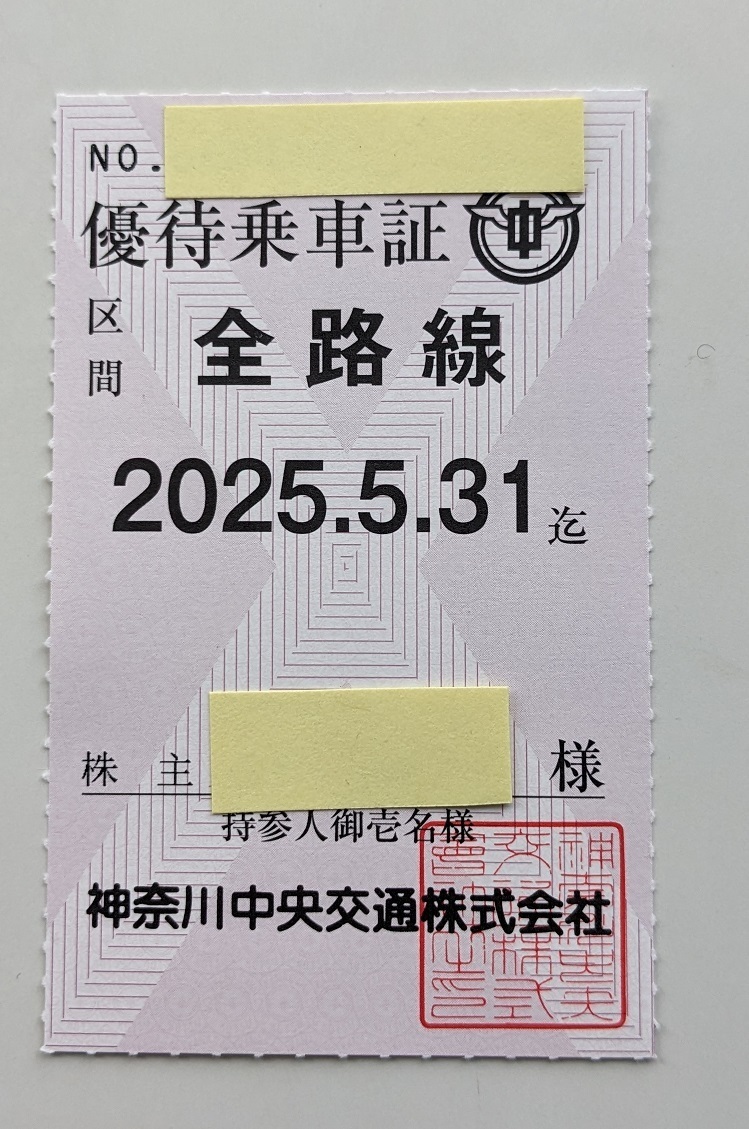 NO.
優待乗車証 中
区間 全路線
2025.5.31迄
株主 様
持参人御壱名様
神奈川中央交通株式会社